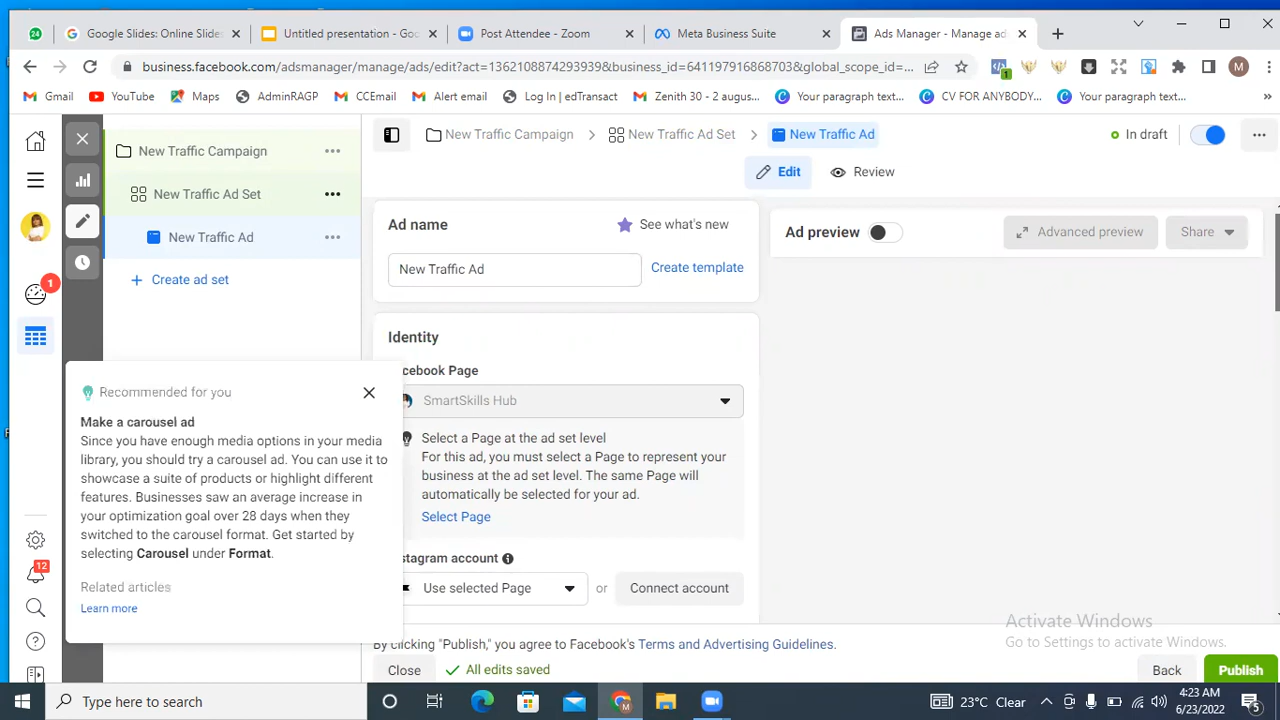 24
Google Slides: Online Slide
Untitled presentation - Goo
Post Attendee - Zoom
Meta Business Suite
Ads Manager - Manage ad
business.facebook.com/adsmanager/manage/ads/edit?act=1362108874293939&business_id=641197916868703&global_scope_id=...
1
M
Gmail
YouTube
Maps
AdminRAGP
CCEmail
Alert email
Log In | edTransact
Zenith 30 - 2 augus...
Your paragraph text...
CV FOR ANYBODY...
Your paragraph text...
»
New Traffic Campaign
New Traffic Ad Set
New Traffic Ad
In draft
New Traffic Campaign
Edit
Review
New Traffic Ad Set
New Traffic Ad
Create ad set
1
Ad name
See what's new
New Traffic Ad
Create template
Ad preview
Advanced preview
Share
Identity
cebook Page
SmartSkills Hub
Select a Page at the ad set level
For this ad, you must select a Page to represent your
business at the ad set level. The same Page will
automatically be selected for your ad.
Select Page
stagram account
Use selected Page
or
Connect account
Recommended for you
Make a carousel ad
Since you have enough media options in your media
library, you should try a carousel ad. You can use it to
showcase a suite of products or highlight different
features. Businesses saw an average increase in
your optimization goal over 28 days when they
switched to the carousel format. Get started by
selecting Carousel under Format.
Related articles
Learn more
12
Activate Windows
Go to Settings to activate Windows.
By clicking "Publish," you agree to Facebook's Terms and Advertising Guidelines.
Close
All edits saved
Back
Publish
Type here to search
M
23°C Clear
4:23 AM
6/23/2022
5